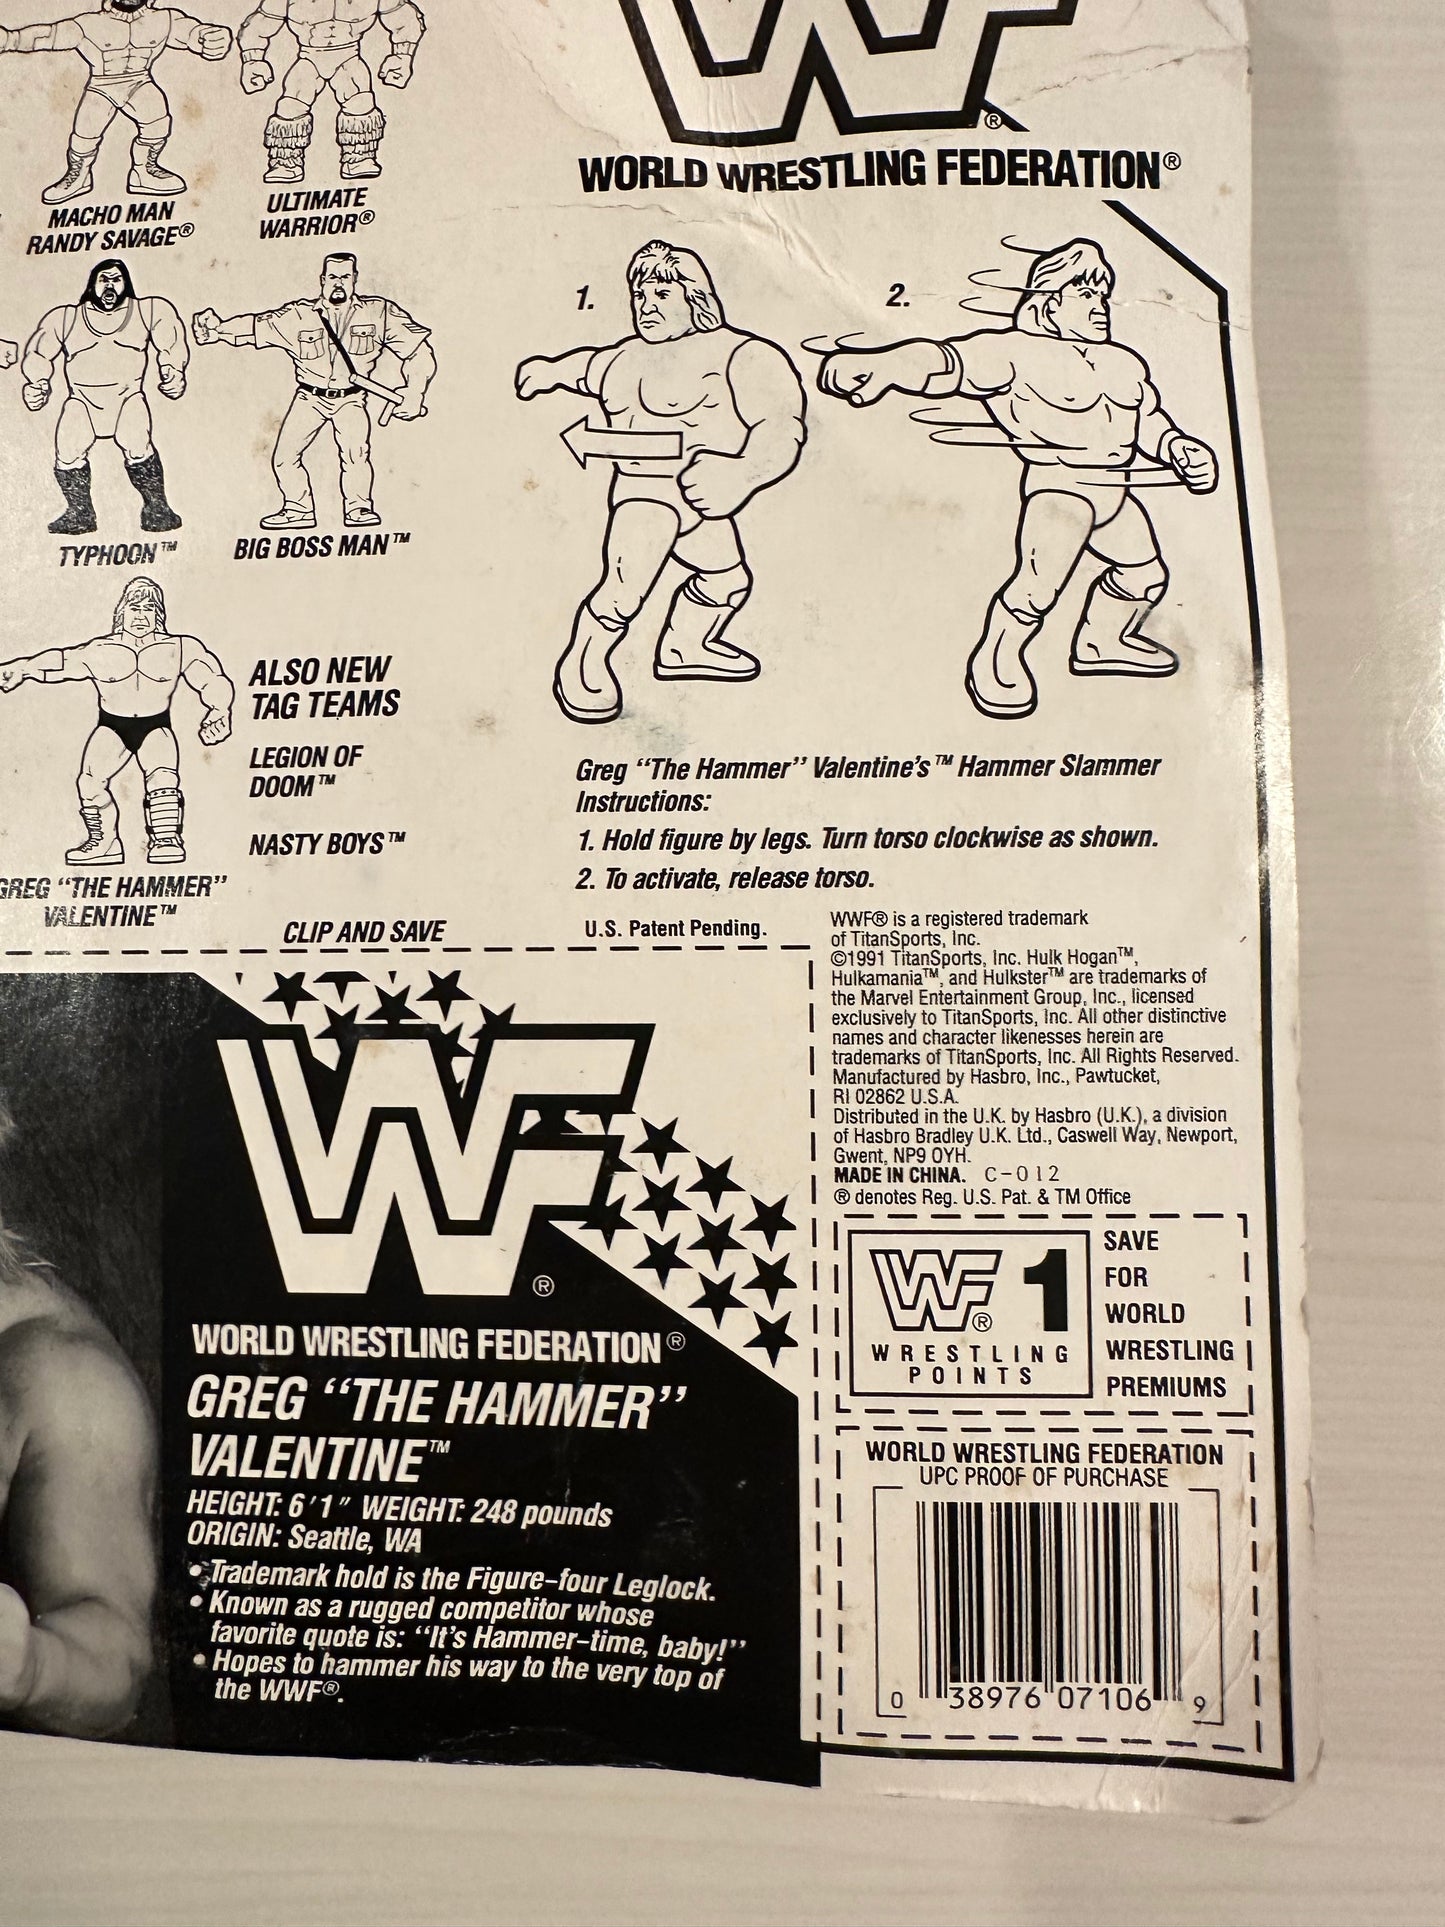 WORLD WRESTLING FEDERATION®
MACHO MAN
RANDY SAVAGE®
ULTIMATE
WARRIOR®
TYPHOON™
BIG BOSS MAN™
GREG "THE HAMMER"
VALENTINE™
ALSO NEW
TAG TEAMS
LEGION OF
DOOM™
NASTY BOYS™
1.
2.
Greg "The Hammer" Valentine's™ Hammer Slammer
Instructions:
1. Hold figure by legs. Turn torso clockwise as shown.
2. To activate, release torso.
U.S. Patent Pending.
CLIP AND SAVE
WWF® is a registered trademark
of TitanSports, Inc.
©1991 TitanSports, Inc. Hulk Hogan™,
Hulkamania™, and Hulkster™ are trademarks of
the Marvel Entertainment Group, Inc., licensed
exclusively to TitanSports, Inc. All other distinctive
names and character likenesses herein are
trademarks of TitanSports, Inc. All Rights Reserved.
Manufactured by Hasbro, Inc., Pawtucket,
RI 02862 U.S.A.
Distributed in the U.K. by Hasbro (U.K.), a division
of Hasbro Bradley U.K. Ltd., Caswell Way, Newport,
Gwent, NP9 0YH.
MADE IN CHINA. C-012
® denotes Reg. U.S. Pat. & TM Office
WF®
WORLD WRESTLING FEDERATION®
GREG "THE HAMMER"
VALENTINE™
HEIGHT: 6'1" WEIGHT: 248 pounds
ORIGIN: Seattle, WA
• Trademark hold is the Figure-four Leglock.
• Known as a rugged competitor whose
favorite quote is: "It's Hammer-time, baby!"
• Hopes to hammer his way to the very top of
the WWF®.
WF® 1
WRESTLING
POINTS
SAVE
FOR
WORLD
WRESTLING
PREMIUMS
WORLD WRESTLING FEDERATION
UPC PROOF OF PURCHASE
0 38976 07106 9